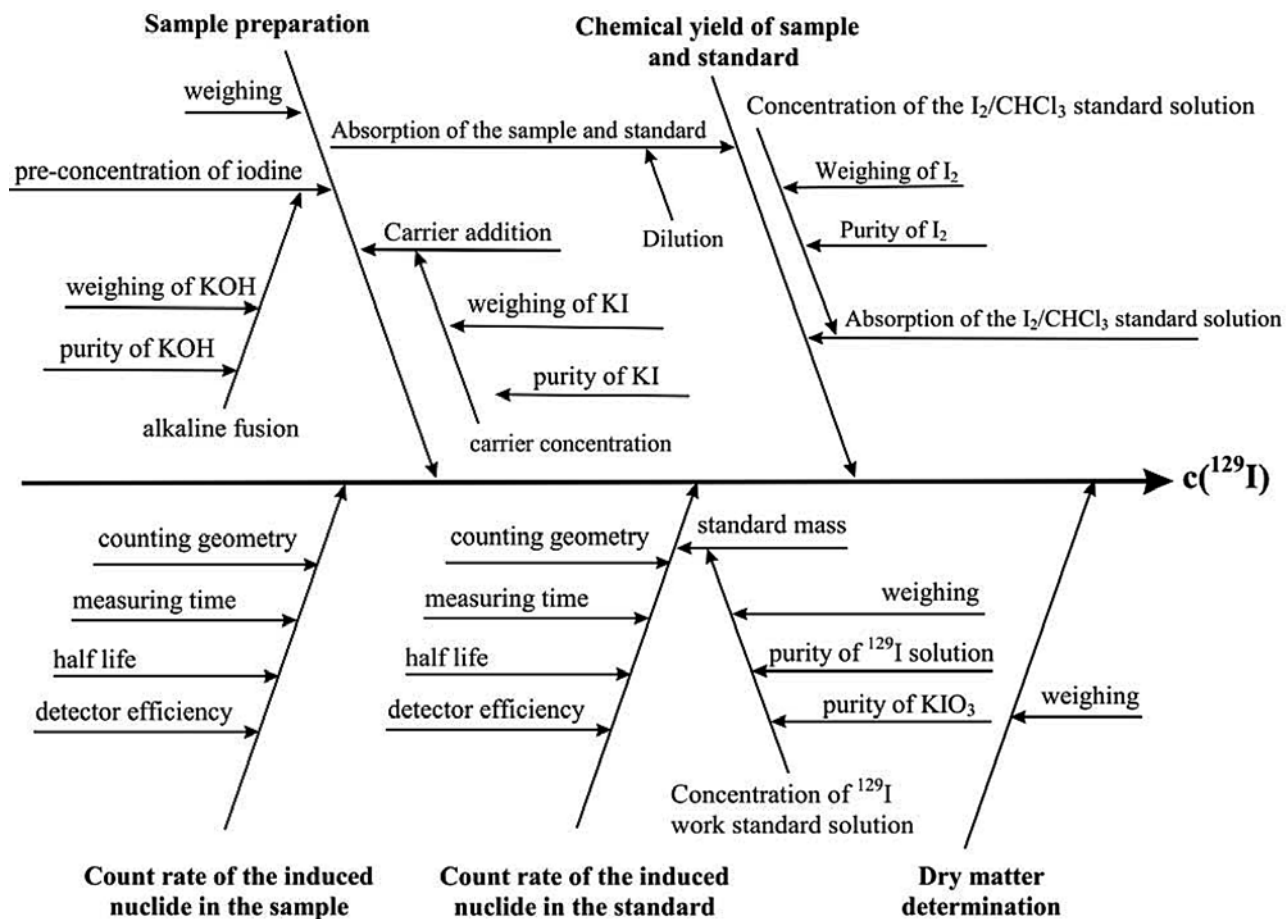 Sample preparation
Chemical yield of sample
and standard
weighing
Concentration of the I₂/CHCl₃ standard solution
Absorption of the sample and standard
pre-concentration of iodine
Weighing of I₂
Carrier addition
Dilution
Purity of I₂
weighing of KOH
weighing of KI
Absorption of the I₂/CHCl₃ standard solution
purity of KOH
purity of KI
alkaline fusion
carrier concentration
c(¹²⁹I)
counting geometry
counting geometry
standard mass
measuring time
measuring time
weighing
half life
half life
purity of ¹²⁹I solution
detector efficiency
detector efficiency
purity of KIO₃
weighing
Concentration of ¹²⁹I
work standard solution
Count rate of the induced
nuclide in the sample
Count rate of the induced
nuclide in the standard
Dry matter
determination